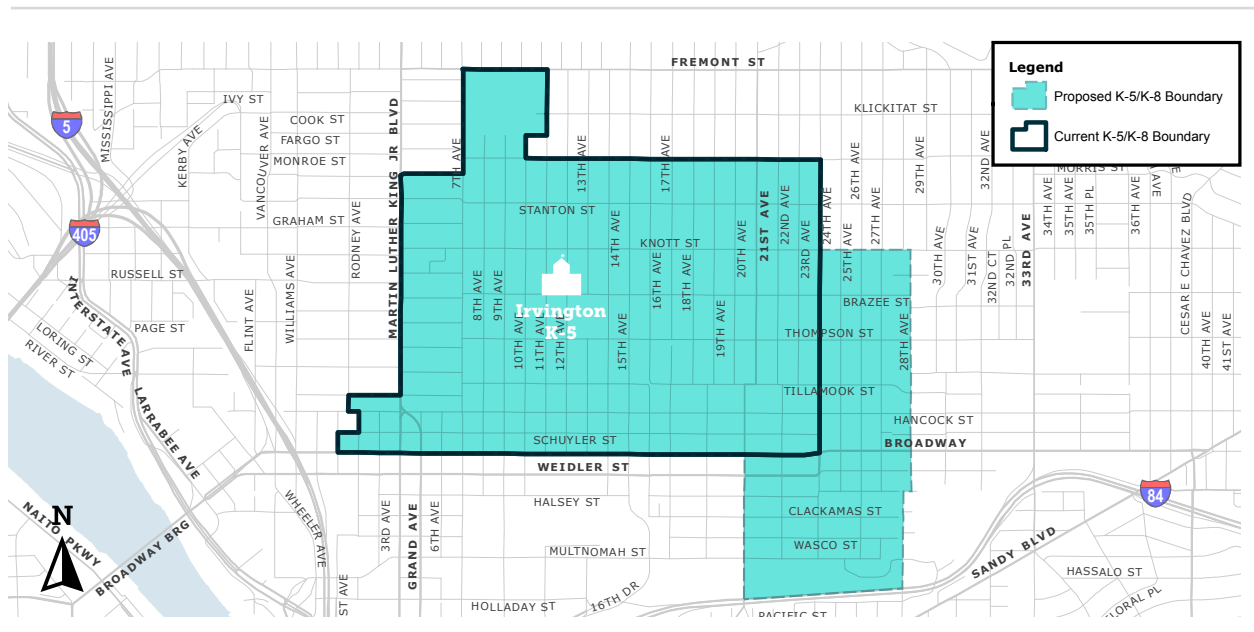 FREMONT ST
Legend
Proposed K-5/K-8 Boundary
Current K-5/K-8 Boundary
5
MISSISSIPPI AVE
IVY ST
KERBY AVE
VANCOUVER AVE
COOK ST
FARGO ST
MONROE ST
MARTIN LUTHER KING JR BLVD
7TH AVE
13TH AVE
17TH AVE
KLICKITAT ST
26TH AVE
29TH AVE
32ND AVE
MORRIS ST
AVE
E
405
GRAHAM ST
RODNEY AVE
STANTON ST
14TH AVE
KNOTT ST
20TH AVE
21ST AVE
22ND AVE
23RD AVE
24TH AVE
25TH AVE
27TH AVE
30TH AVE
31ST AVE
32ND CT
32ND PL
33RD AVE
34TH AVE
35TH AVE
35TH PL
36TH AVE
CESAR E CHAVEZ BLVD
RUSSELL ST
INTERSTATE AVE
8TH AVE
9TH AVE
16TH AVE
18TH AVE
BRAZEE ST
Irvington
K-5
LORING ST
RIVER ST
PAGE ST
FLINT AVE
WILLIAMS AVE
10TH AVE
11TH AVE
12TH AVE
15TH AVE
19TH AVE
THOMPSON ST
28TH AVE
40TH AVE
41ST AVE
LARRABEE AVE
TILLAMOOK ST
HANCOCK ST
SCHUYLER ST
BROADWAY
WEIDLER ST
NAITO PKWY
N
BROADWAY BRG
WHEELER AVE
3RD AVE
GRAND AVE
6TH AVE
HALSEY ST
CLACKAMAS ST
84
MULTNOMAH ST
WASCO ST
SANDY BLVD
HASSALO ST
ST AVE
HOLLADAY ST
16TH DR
PACIFIC ST
LORAL PL